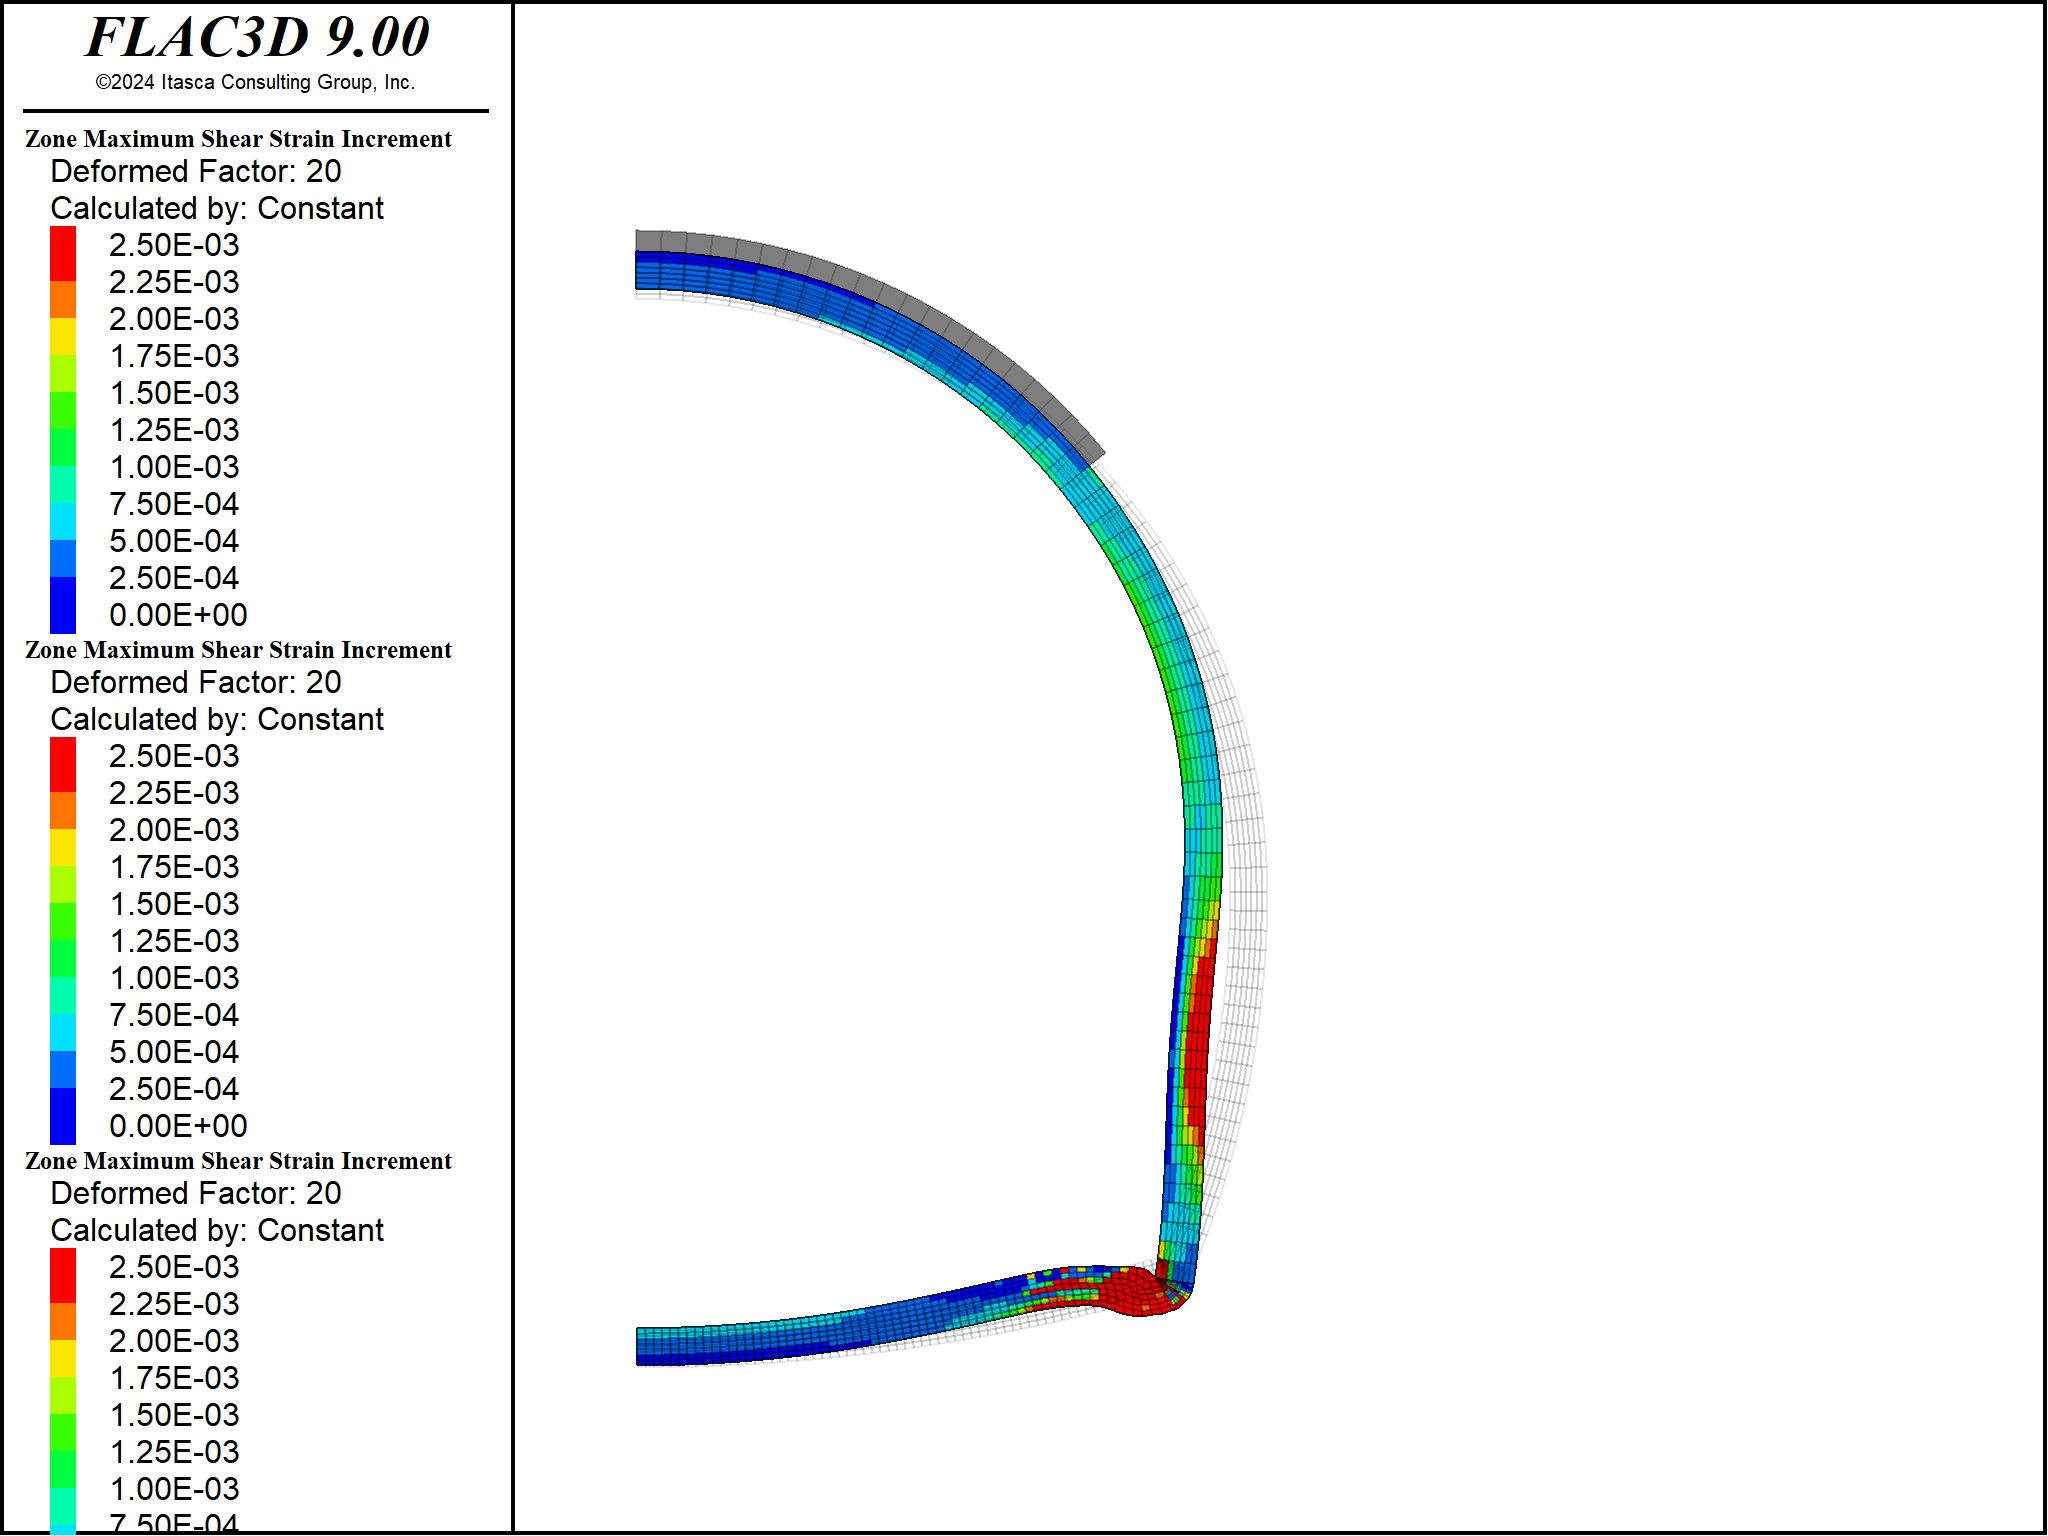 FLAC3D 9.00
©2024 Itasca Consulting Group, Inc.
Zone Maximum Shear Strain Increment
Deformed Factor: 20
Calculated by: Constant
2.50E-03
2.25E-03
2.00E-03
1.75E-03
1.50E-03
1.25E-03
1.00E-03
7.50E-04
5.00E-04
2.50E-04
0.00E+00
Zone Maximum Shear Strain Increment
Deformed Factor: 20
Calculated by: Constant
2.50E-03
2.25E-03
2.00E-03
1.75E-03
1.50E-03
1.25E-03
1.00E-03
7.50E-04
5.00E-04
2.50E-04
0.00E+00
Zone Maximum Shear Strain Increment
Deformed Factor: 20
Calculated by: Constant
2.50E-03
2.25E-03
2.00E-03
1.75E-03
1.50E-03
1.25E-03
1.00E-03
7.50E-04